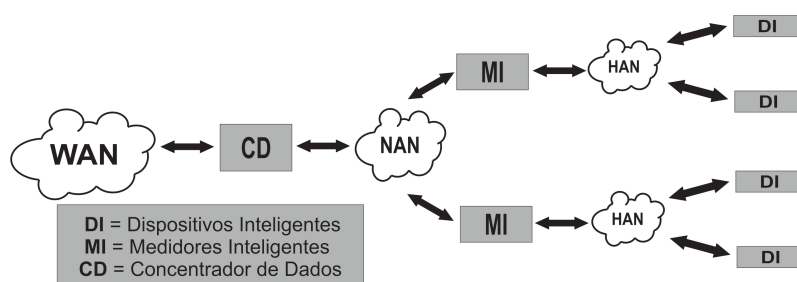 DI
MI
HAN
DI
WAN
CD
NAN
DI
MI
HAN
DI
DI = Dispositivos Inteligentes
MI = Medidores Inteligentes
CD = Concentrador de Dados